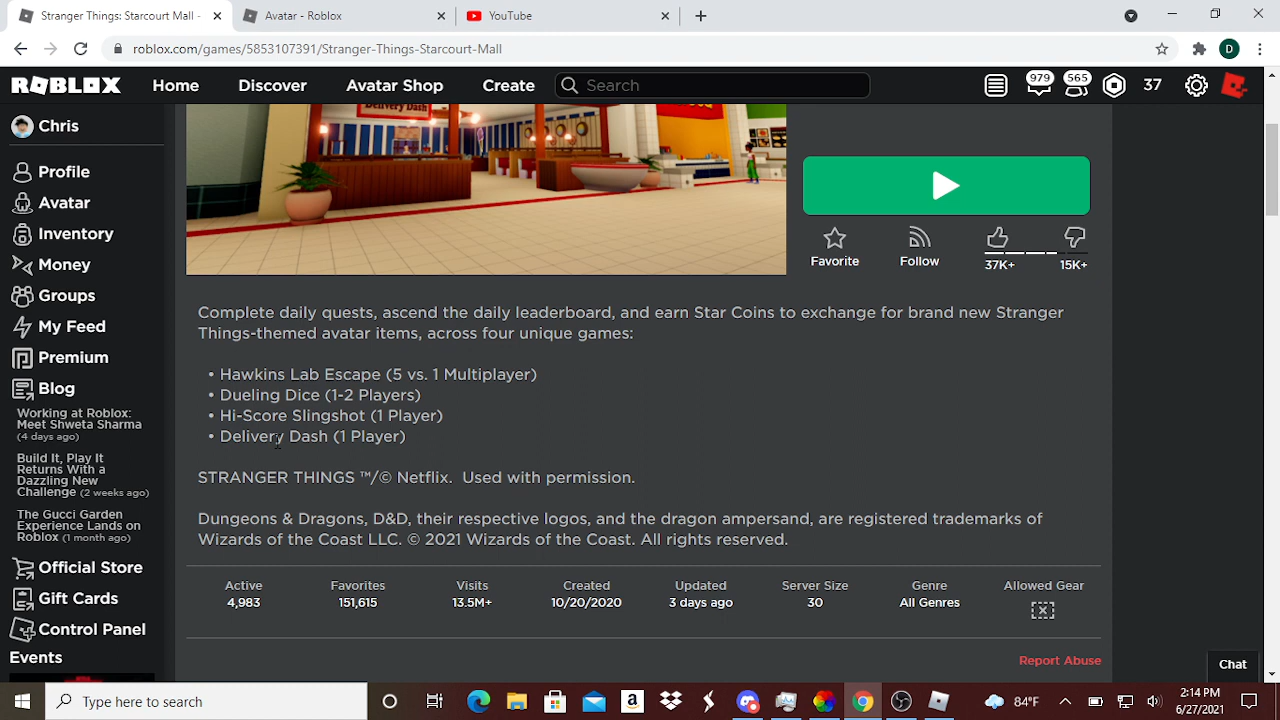 Stranger Things: Starcourt Mall -
Avatar - Roblox
YouTube
roblox.com/games/5853107391/Stranger-Things-Starcourt-Mall
D
ROBLOX
Home
Discover
Avatar Shop
Create
Search
979
565
37
Chris
Profile
Avatar
Inventory
Money
Groups
My Feed
Premium
Blog
Working at Roblox:
Meet Shweta Sharma
(4 days ago)
Build It, Play It
Returns With a
Dazzling New
Challenge (2 weeks ago)
The Gucci Garden
Experience Lands on
Roblox (1 month ago)
Official Store
Gift Cards
Control Panel
Events
Delivery Dash
Favorite
Follow
37K+
15K+
Complete daily quests, ascend the daily leaderboard, and earn Star Coins to exchange for brand new Stranger
Things-themed avatar items, across four unique games:
• Hawkins Lab Escape (5 vs. 1 Multiplayer)
• Dueling Dice (1-2 Players)
• Hi-Score Slingshot (1 Player)
• Delivery Dash (1 Player)
STRANGER THINGS ™/© Netflix. Used with permission.
Dungeons & Dragons, D&D, their respective logos, and the dragon ampersand, are registered trademarks of
Wizards of the Coast LLC. © 2021 Wizards of the Coast. All rights reserved.
Active
4,983
Favorites
151,615
Visits
13.5M+
Created
10/20/2020
Updated
3 days ago
Server Size
30
Genre
All Genres
Allowed Gear
Report Abuse
Chat
Type here to search
84°F
2:14 PM
6/27/2021